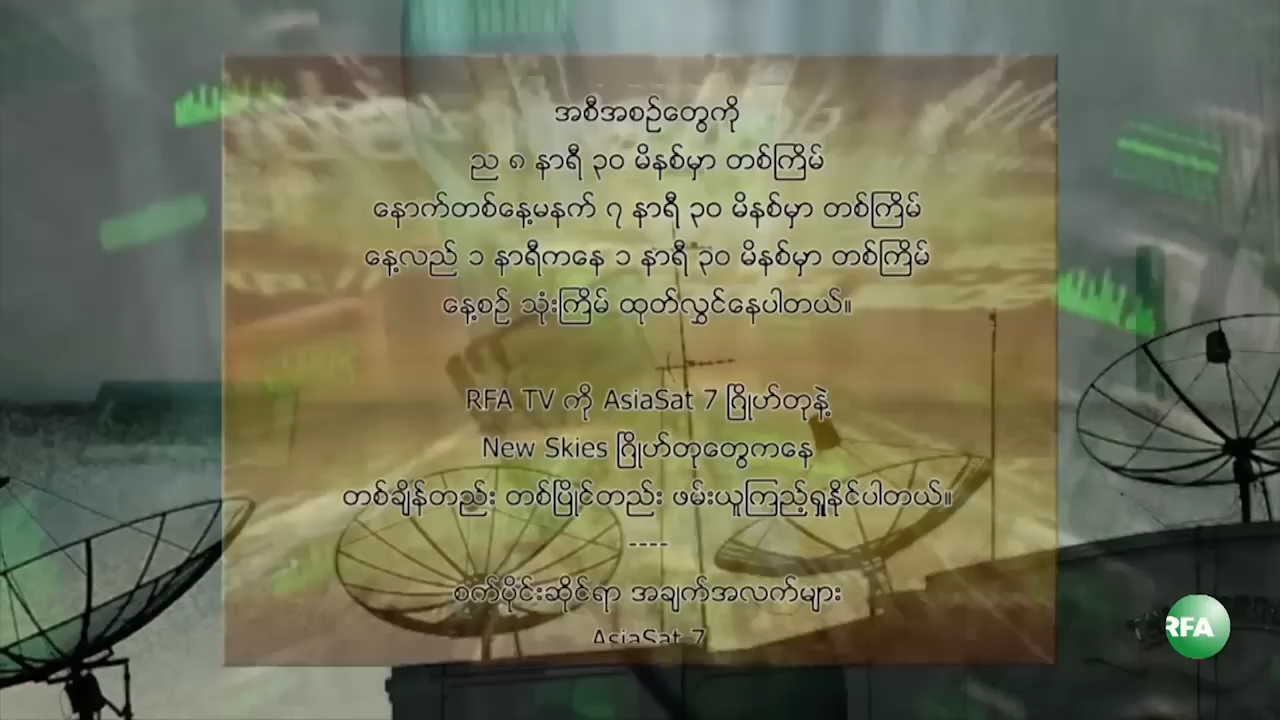 အစီအစဉ်တွေကို
ည ၈ နာရီ ၃၀ မိနစ်မှာ တစ်ကြိမ်
နောက်တစ်နေ့မနက် ၇ နာရီ ၃၀ မိနစ်မှာ တစ်ကြိမ်
နေ့လည် ၁ နာရီကနေ ၁ နာရီ ၃၀ မိနစ်မှာ တစ်ကြိမ်
နေ့စဉ် သုံးကြိမ် ထုတ်လွှင်နေပါတယ်။
RFA TV ကို AsiaSat 7 ဂြိုဟ်တုနဲ့
New Skies ဂြိုဟ်တုတွေကနေ
တစ်ချိန်တည်း တစ်ပြိုင်တည်း ဖမ်းယူကြည့်ရှူနိုင်ပါတယ်။
----
စက်ပိုင်းဆိုင်ရာ အချက်အလက်များ
AsiaSat 7
RFA